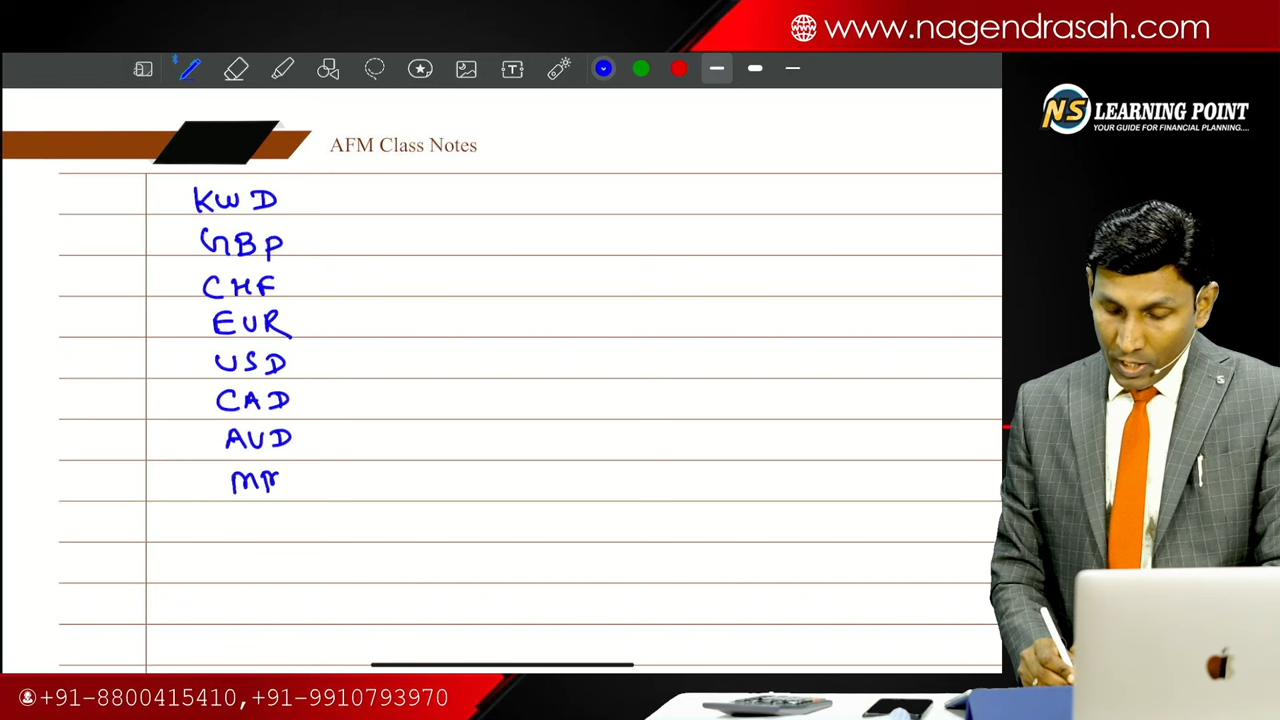 www.nagendrasah.com
NS LEARNING POINT
YOUR GUIDE FOR FINANCIAL PLANNING....
AFM Class Notes
KWD
GBP
CHF
EUR
USD
CAD
AUD
+91-8800415410,+91-9910793970